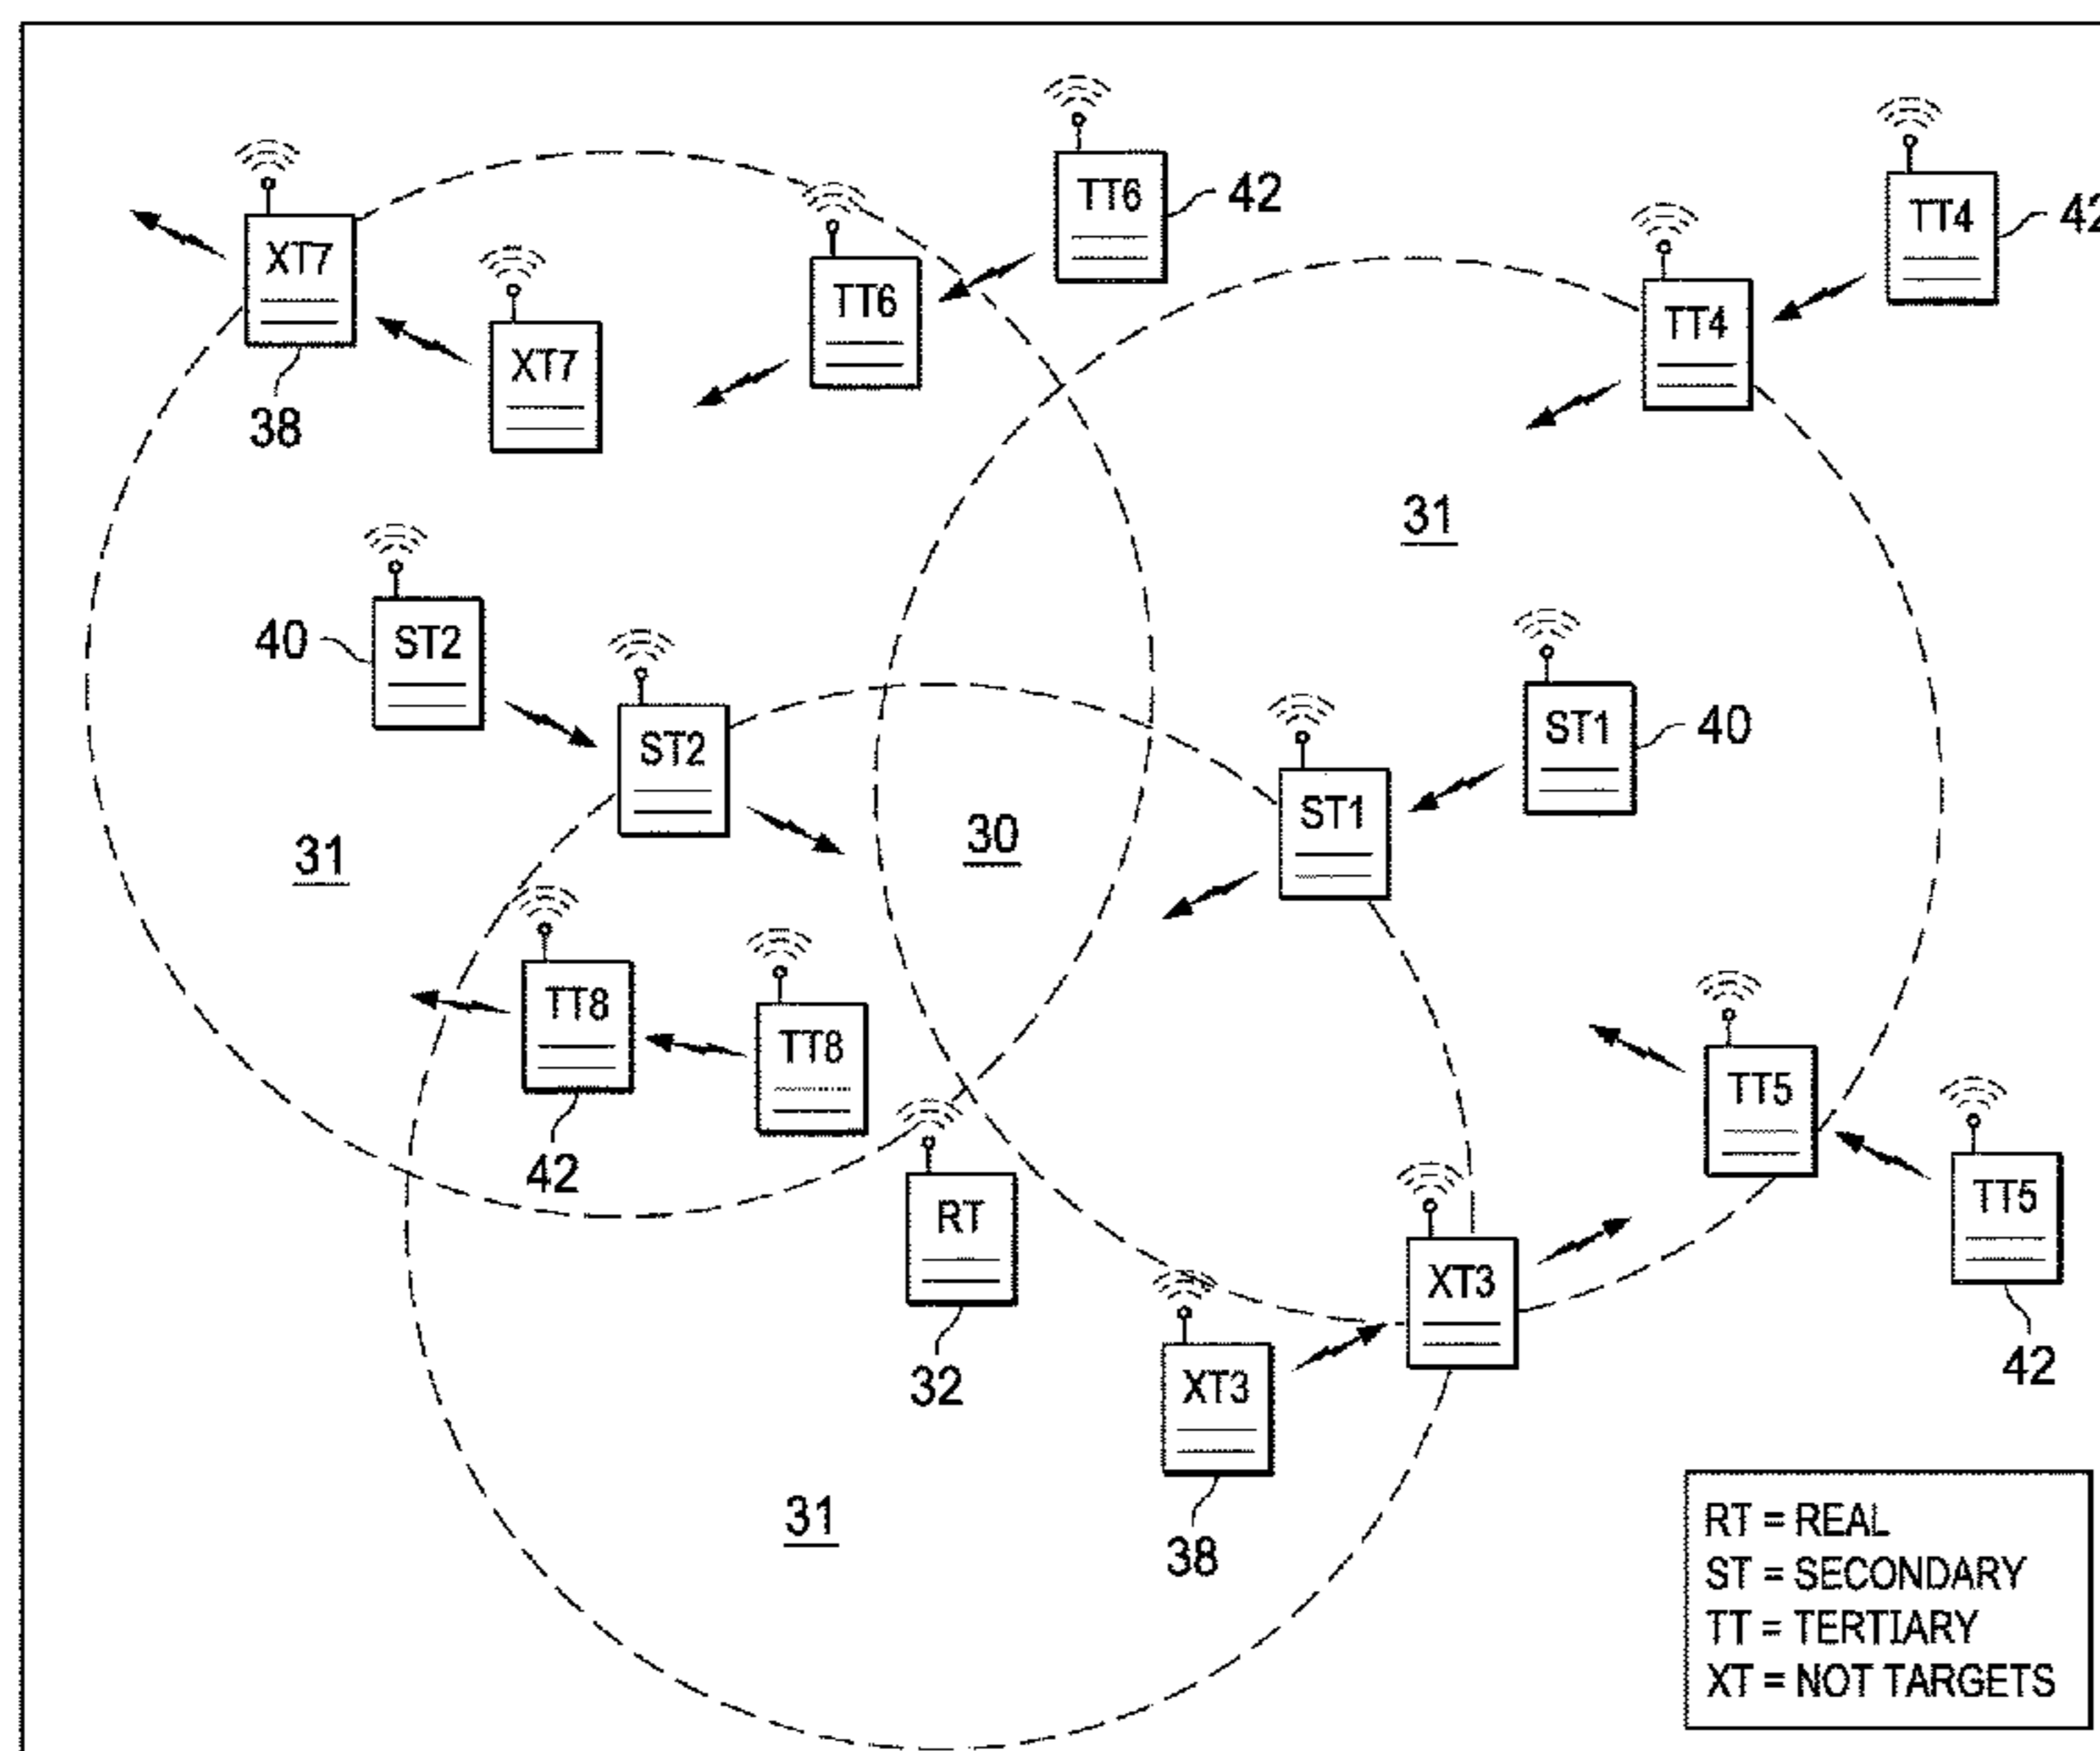 TT6
42
TT4
42
XT7
TT6
TT4
XT7
38
31
40
ST2
ST1
40
ST2
ST1
31
30
TT8
TT8
TT5
42
RT
TT5
XT3
32
XT3
42
31
38
RT = REAL
ST = SECONDARY
TT = TERTIARY
XT = NOT TARGETS